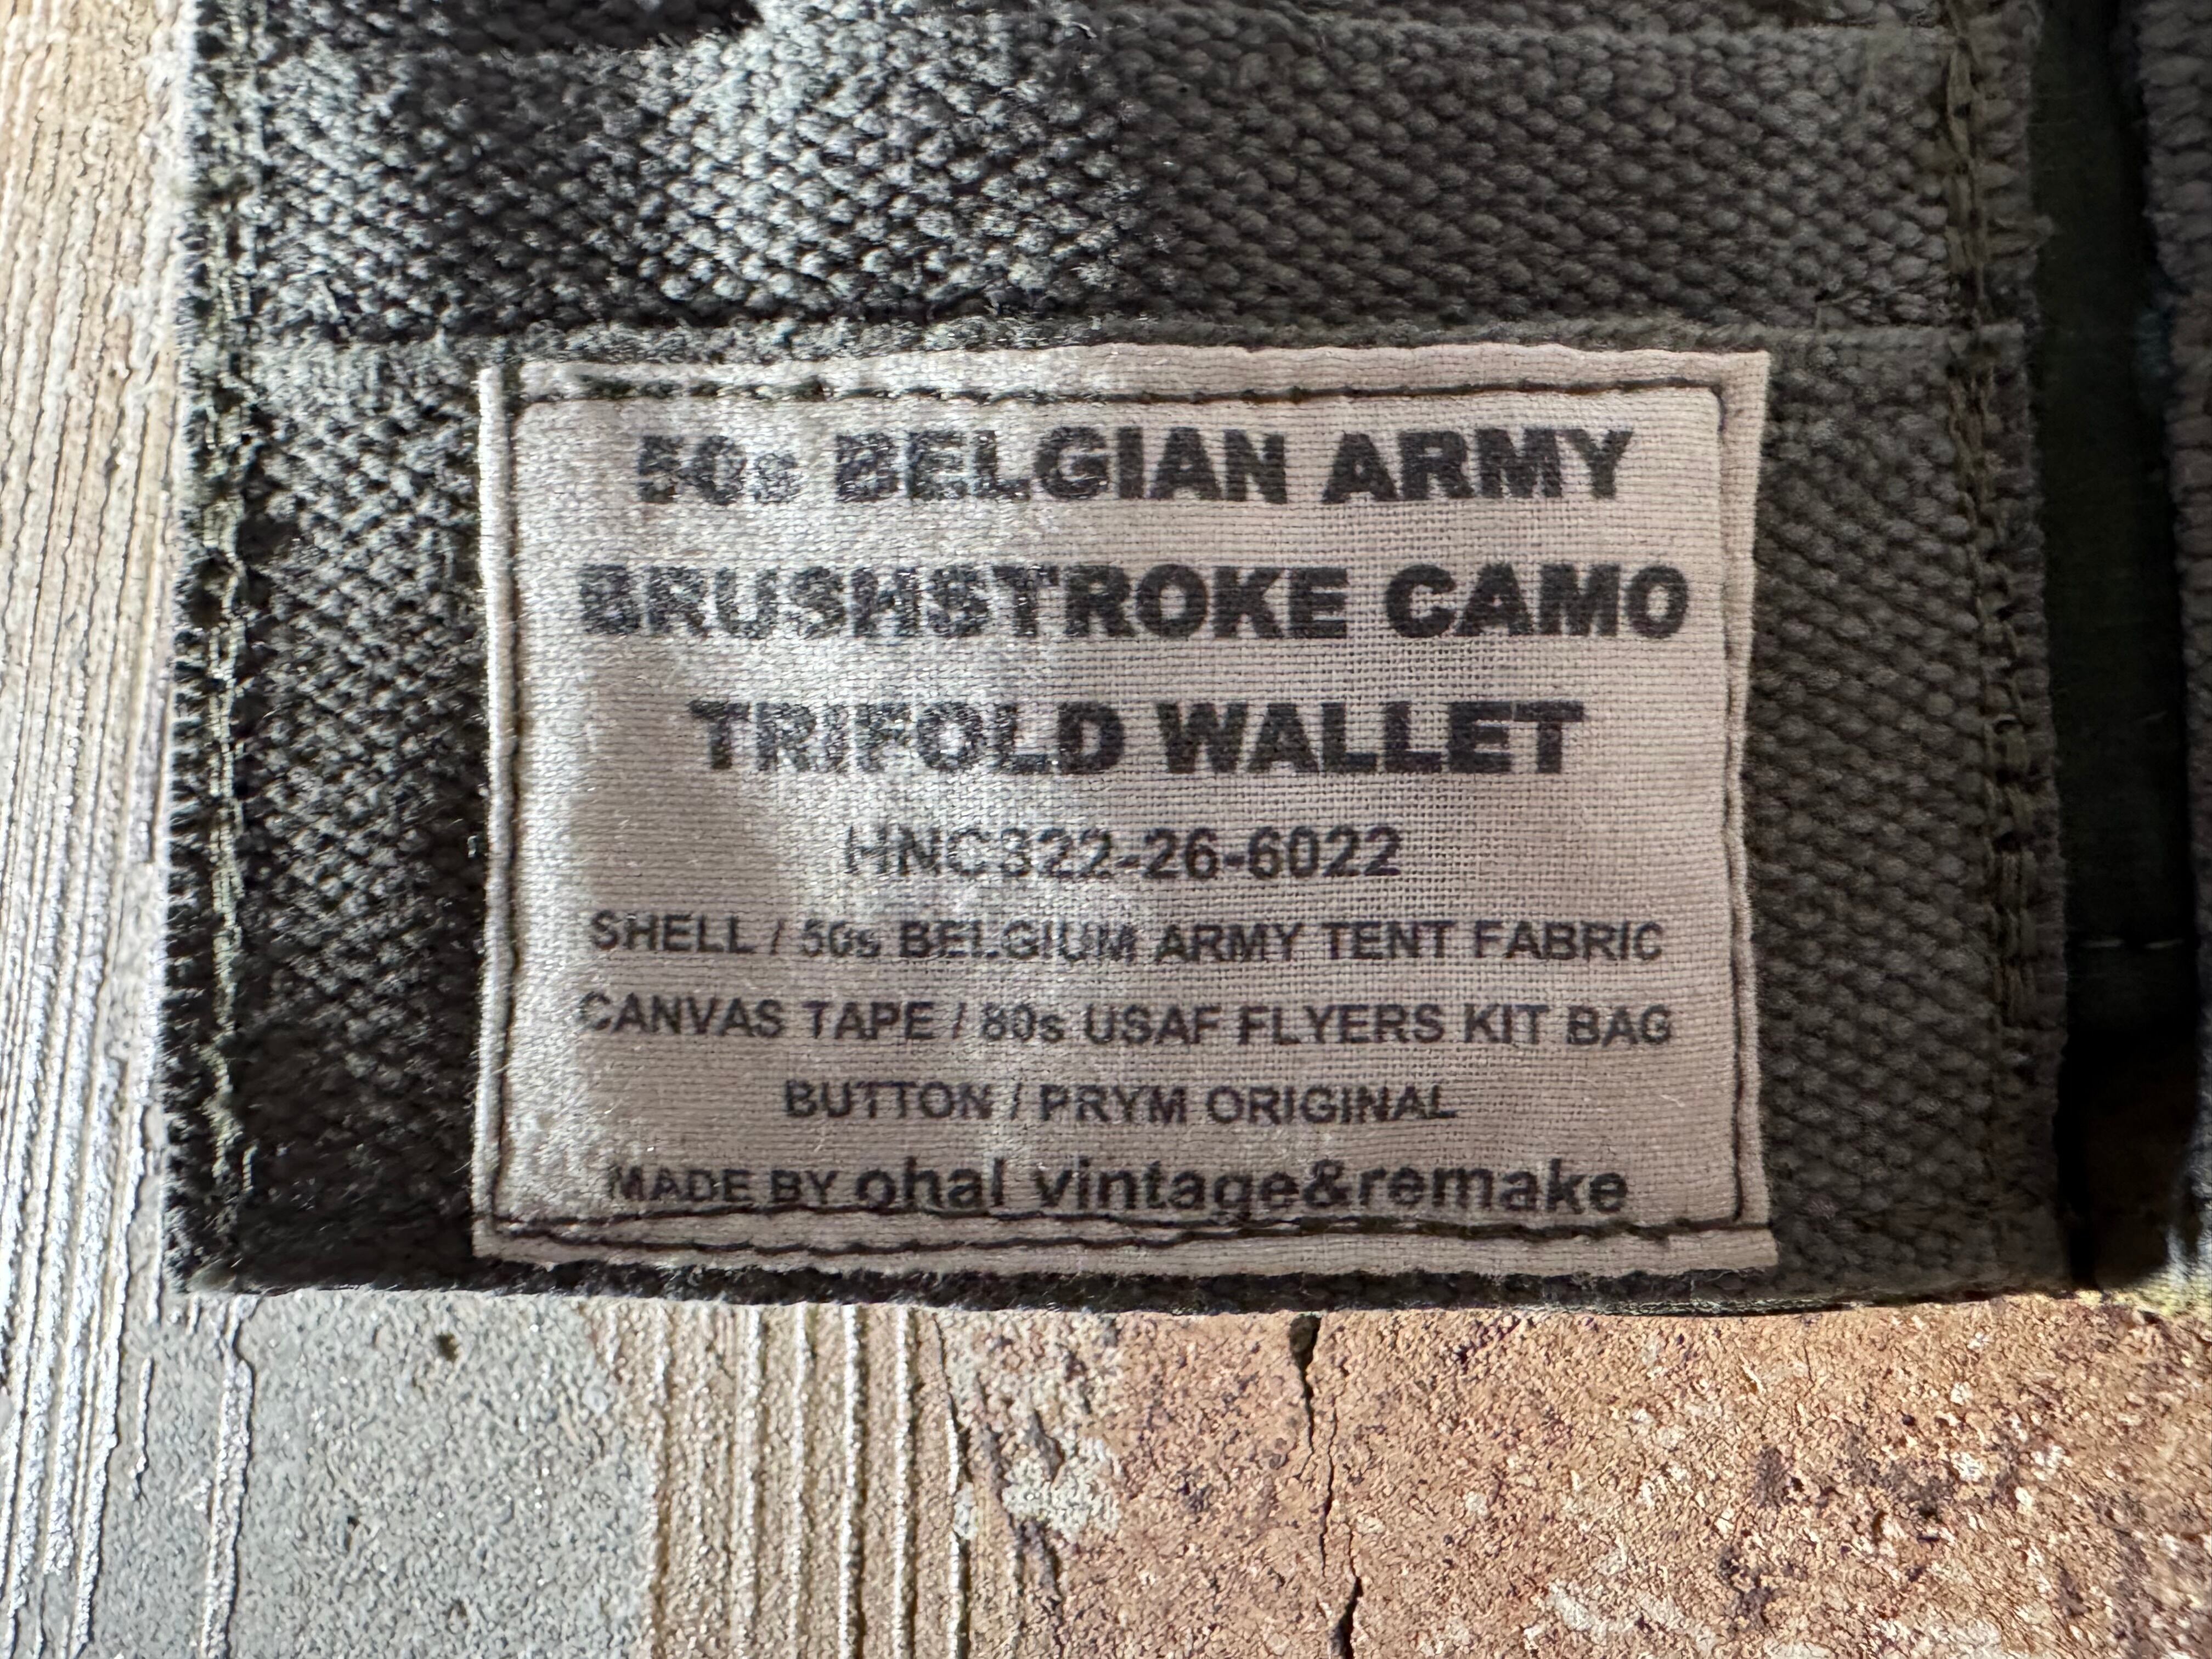 50s BELGIAN ARMY
BRUSHSTROKE CAMO
TRIFOLD WALLET
HNC322-26-6022
SHELL / 50s BELGIUM ARMY TENT FABRIC
CANVAS TAPE / 80s USAF FLYERS KIT BAG
BUTTON / PRYM ORIGINAL
MADE BY ohal vintage&remake